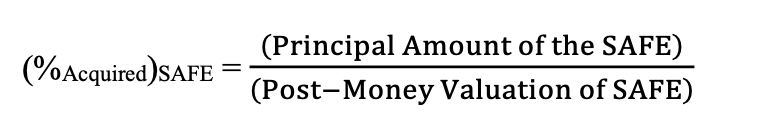 (Principal Amount of the SAFE)
(%Acquired)SAFE =
(Post−Money Valuation of SAFE)